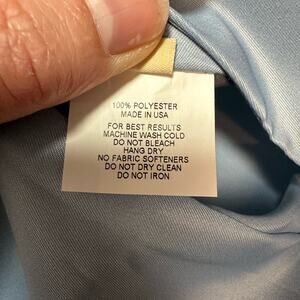 100% POLYESTER
MADE IN USA
FOR BEST RESULTS
MACHINE WASH COLD
DO NOT BLEACH
HANG DRY
NO FABRIC SOFTENERS
DO NOT DRY CLEAN
DO NOT IRON